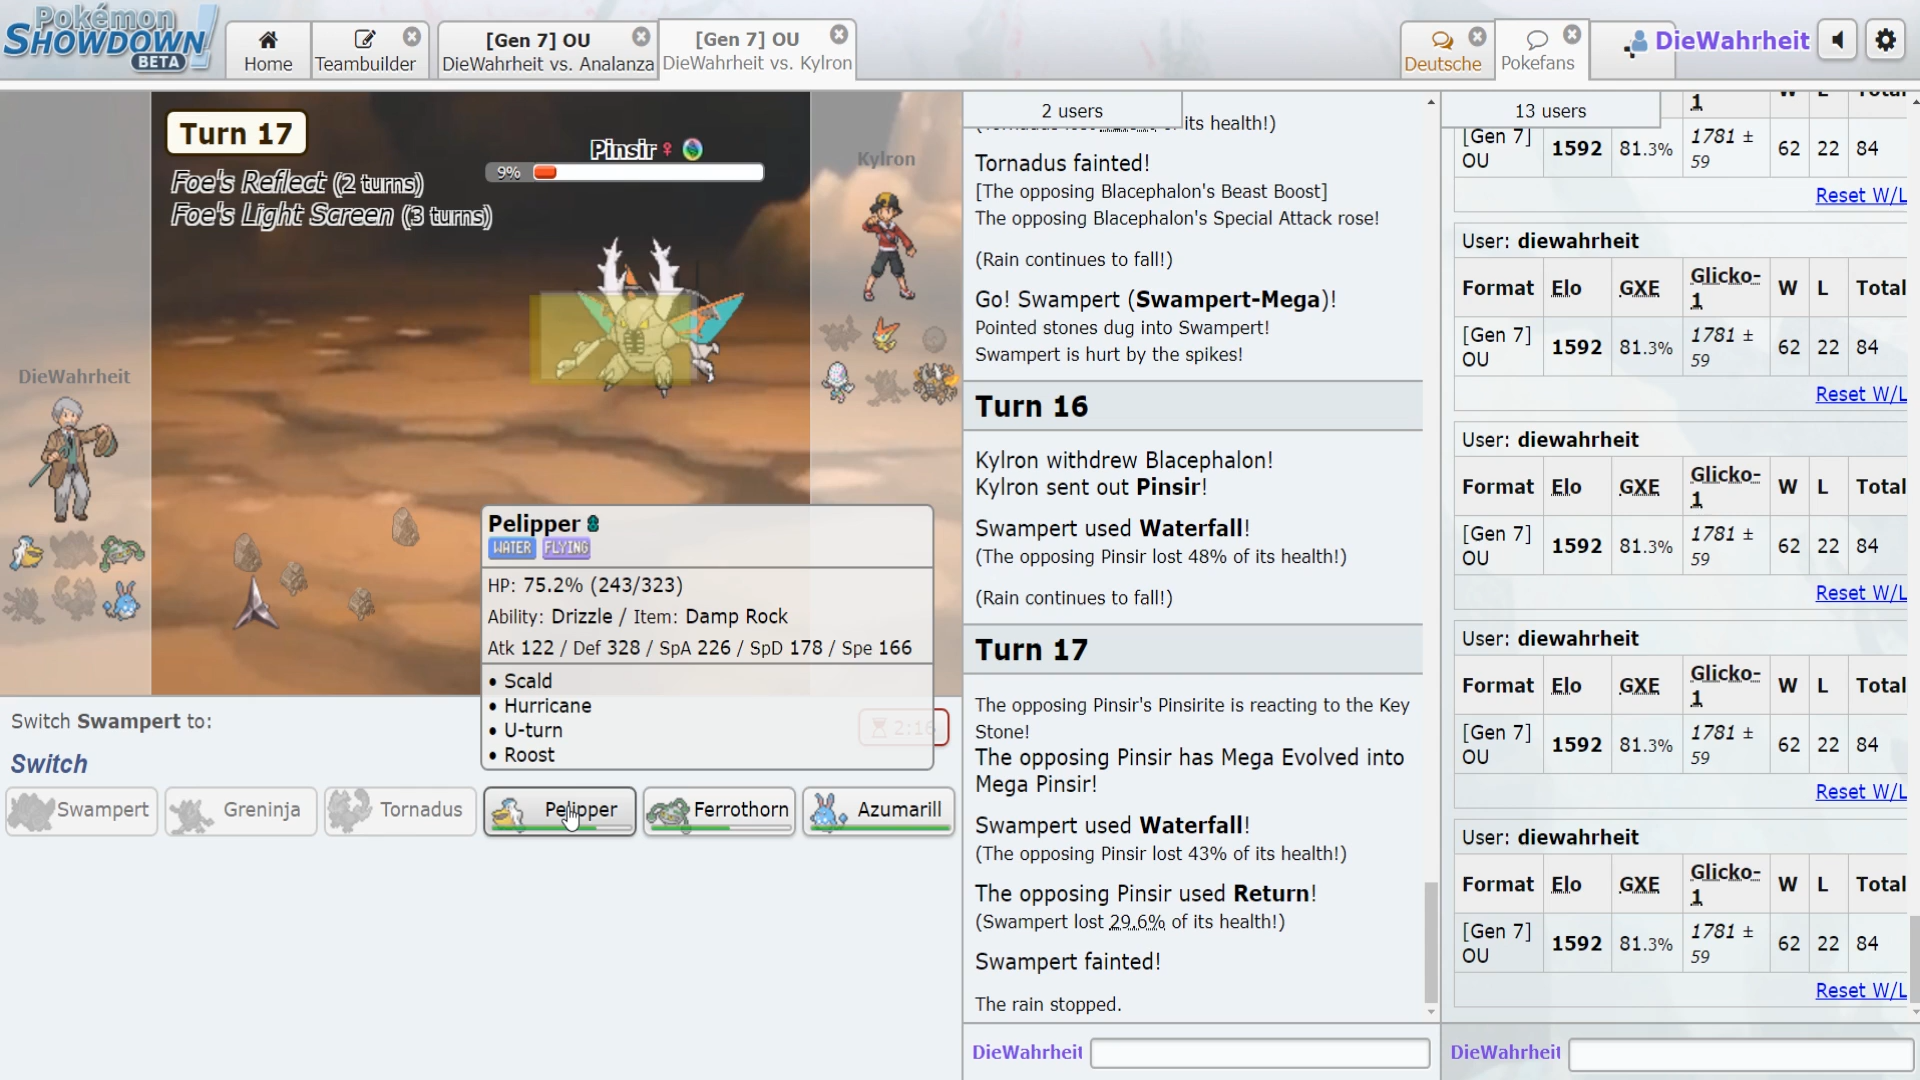 Pokémon
SHOWDOWN!
BETA
Home
Teambuilder
[Gen 7] OU
DieWahrheit vs. Analanza
[Gen 7] OU
DieWahrheit vs. Kylron
Deutsche
Pokefans
DieWahrheit
Turn 17
Foe's Reflect (2 turns)
Foe's Light Screen (3 turns)
Pinsir ♀
9%
Kylron
DieWahrheit
Pelipper
WATER FLYING
HP: 75.2% (243/323)
Ability: Drizzle / Item: Damp Rock
Atk 122 / Def 328 / SpA 226 / SpD 178 / Spe 166
• Scald
• Hurricane
• U-turn
• Roost
Switch Swampert to:
2:16
Switch
Swampert
Greninja
Tornadus
Pelipper
Ferrothorn
Azumarill
2 users
its health!)
Tornadus fainted!
[The opposing Blacephalon's Beast Boost]
The opposing Blacephalon's Special Attack rose!
(Rain continues to fall!)
Go! Swampert (Swampert-Mega)!
Pointed stones dug into Swampert!
Swampert is hurt by the spikes!
Turn 16
Kylron withdrew Blacephalon!
Kylron sent out Pinsir!
Swampert used Waterfall!
(The opposing Pinsir lost 48% of its health!)
(Rain continues to fall!)
Turn 17
The opposing Pinsir's Pinsirite is reacting to the Key
Stone!
The opposing Pinsir has Mega Evolved into
Mega Pinsir!
Swampert used Waterfall!
(The opposing Pinsir lost 43% of its health!)
The opposing Pinsir used Return!
(Swampert lost 29.6% of its health!)
Swampert fainted!
The rain stopped.
DieWahrheit
13 users
1
[Gen 7] OU 1592 81.3% 1781 ± 59 62 22 84
Reset W/L
User: diewahrheit
Format Elo GXE Glicko-1 W L Total
[Gen 7] OU 1592 81.3% 1781 ± 59 62 22 84
Reset W/L
User: diewahrheit
Format Elo GXE Glicko-1 W L Total
[Gen 7] OU 1592 81.3% 1781 ± 59 62 22 84
Reset W/L
User: diewahrheit
Format Elo GXE Glicko-1 W L Total
[Gen 7] OU 1592 81.3% 1781 ± 59 62 22 84
Reset W/L
User: diewahrheit
Format Elo GXE Glicko-1 W L Total
[Gen 7] OU 1592 81.3% 1781 ± 59 62 22 84
Reset W/L
DieWahrheit